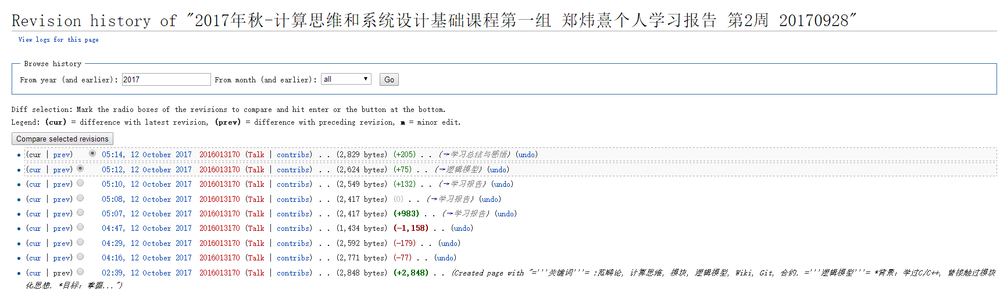 Revision history of "2017年秋-计算思维和系统设计基础课程第一组 郑炜熹个人学习报告 第2周 20170928"
View logs for this page
Browse history
From year (and earlier): 2017 From month (and earlier): all Go
Diff selection: Mark the radio boxes of the revisions to compare and hit enter or the button at the bottom.
Legend: (cur) = difference with latest revision, (prev) = difference with preceding revision, m = minor edit.
Compare selected revisions
(cur | prev) 05:14, 12 October 2017 2016013170 (Talk | contribs) . . (2,829 bytes) (+205) . . (→学习总结与感悟) (undo)
(cur | prev) 05:12, 12 October 2017 2016013170 (Talk | contribs) . . (2,624 bytes) (+75) . . (→逻辑模型) (undo)
(cur | prev) 05:10, 12 October 2017 2016013170 (Talk | contribs) . . (2,549 bytes) (+132) . . (→学习报告) (undo)
(cur | prev) 05:08, 12 October 2017 2016013170 (Talk | contribs) . . (2,417 bytes) (0) . . (→学习报告) (undo)
(cur | prev) 05:07, 12 October 2017 2016013170 (Talk | contribs) . . (2,417 bytes) (+983) . . (→学习报告) (undo)
(cur | prev) 04:47, 12 October 2017 2016013170 (Talk | contribs) . . (1,434 bytes) (-1,158) . . (undo)
(cur | prev) 04:29, 12 October 2017 2016013170 (Talk | contribs) . . (2,592 bytes) (-179) . . (undo)
(cur | prev) 04:16, 12 October 2017 2016013170 (Talk | contribs) . . (2,771 bytes) (-77) . . (undo)
(cur | prev) 02:39, 12 October 2017 2016013170 (Talk | contribs) . . (2,848 bytes) (+2,848) . . (Created page with "='''关键词'''= :范畴论, 计算思维, 模块, 逻辑模型, Wiki, Git, 合约. ='''逻辑模型'''= *背景: 学过C/C++, 曾接触过模块
化思想. *目标: 掌握...")